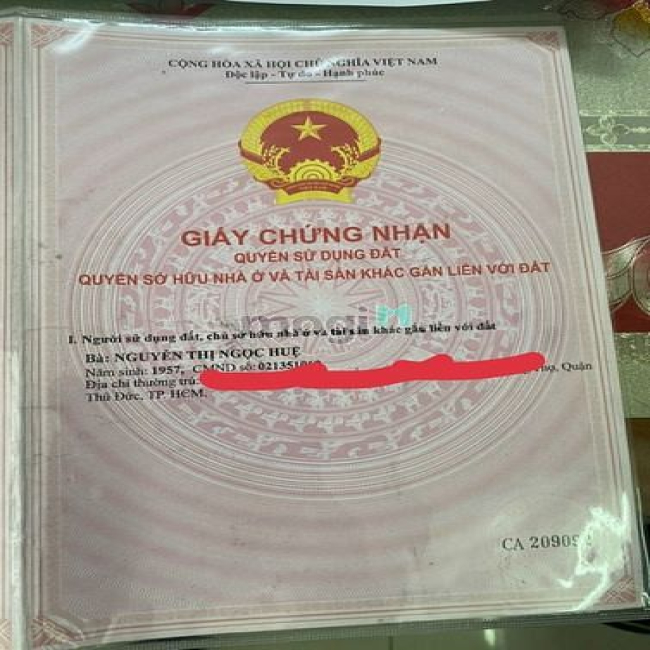 CỘNG HÒA XÃ HỘI CHỦ NGHĨA VIỆT NAM
Độc lập - Tự do - Hạnh phúc
GIẤY CHỨNG NHẬN
QUYỀN SỬ DỤNG ĐẤT
QUYỀN SỞ HỮU NHÀ Ở VÀ TÀI SẢN KHÁC GẮN LIỀN VỚI ĐẤT
mogi
I. Người sử dụng đất, chủ sở hữu nhà ở và tài sản khác gắn liền với đất
Bà: NGUYỄN THỊ NGỌC HUỆ
Năm sinh: 1957, CMND số:
Địa chỉ thường trú: Thọ, Quận
Thủ Đức, TP. HCM.
CA 20909